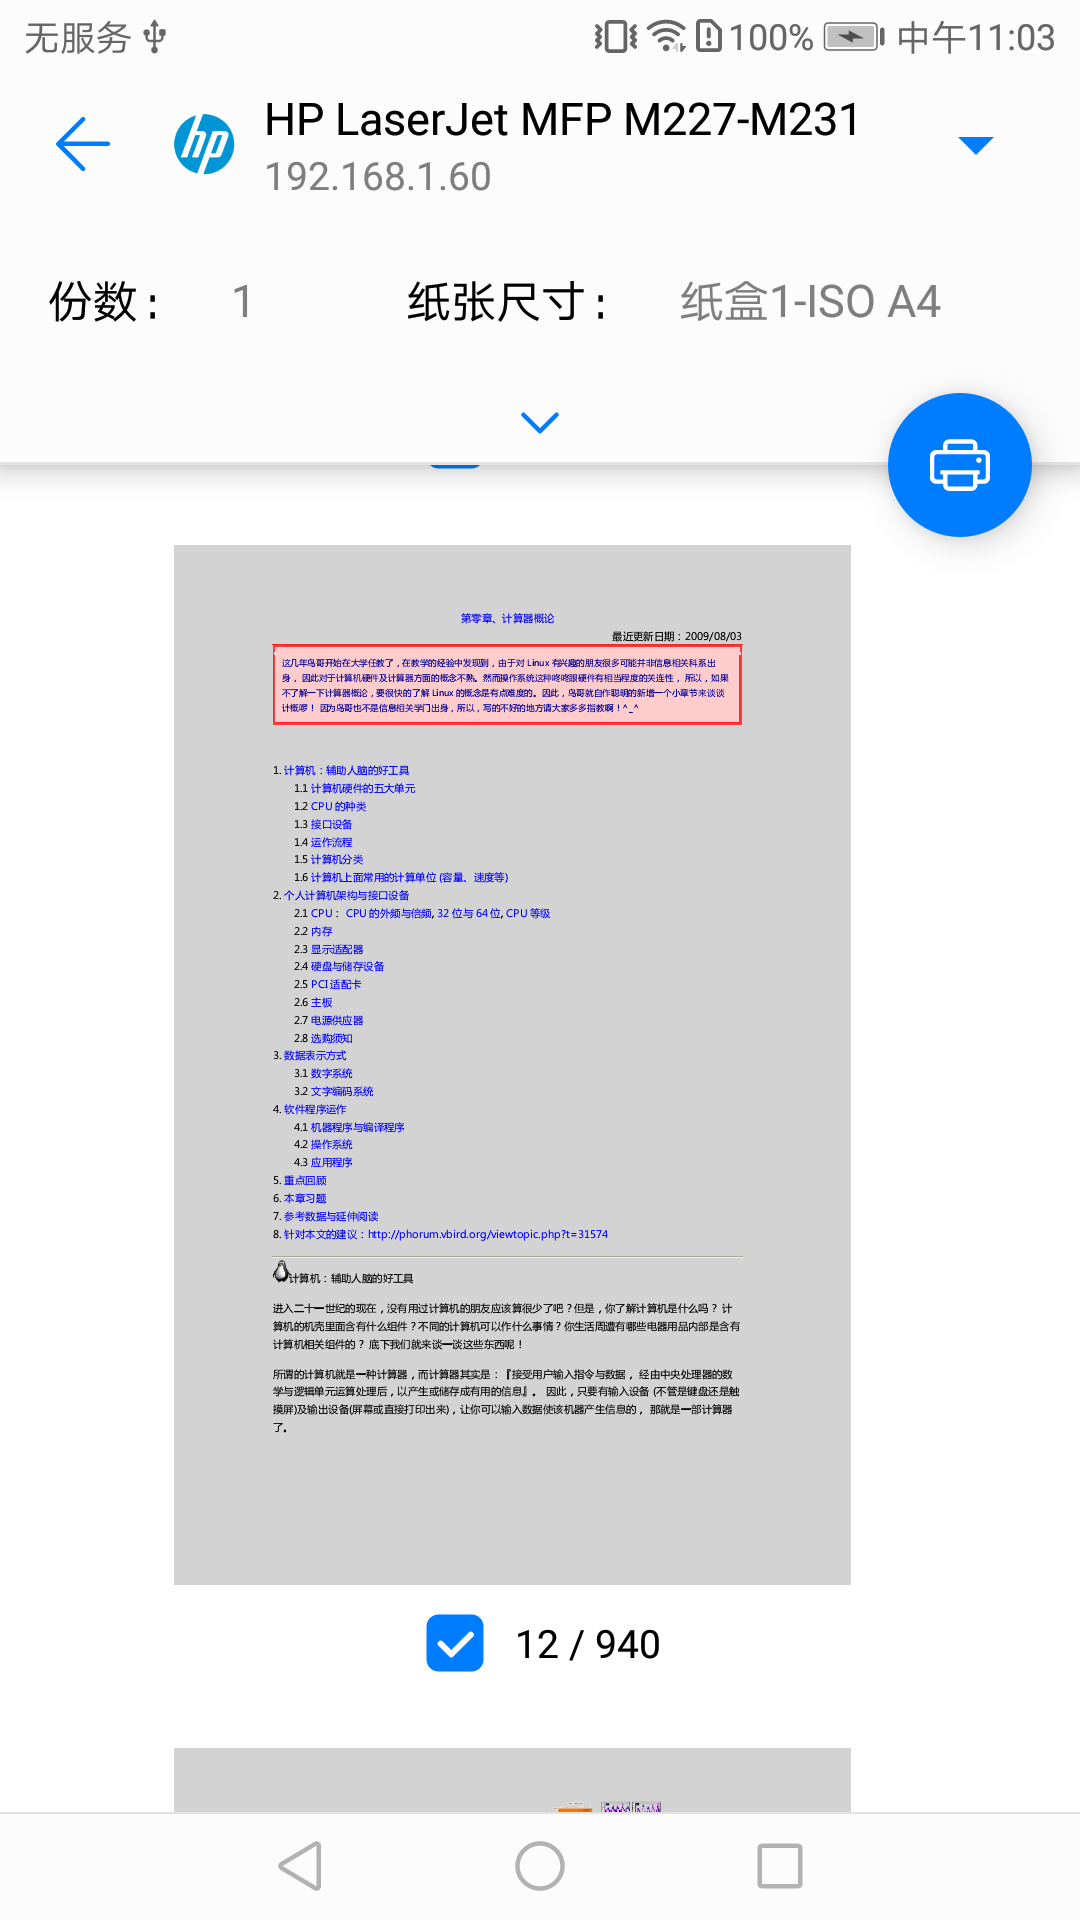 无服务 100% 中午11:03
hp HP LaserJet MFP M227-M231
192.168.1.60
份数： 1 纸张尺寸： 纸盒1-ISO A4
第零章、计算器概论
最近更新日期：2009/08/03
这几年鸟哥开始在大学任教了，在教学的经验中发现到，由于对 Linux 有兴趣的朋友很多可能并非信息相关科系出
身， 因此对于计算机硬件及计算器方面的概念不熟。然而操作系统这种咚咚跟硬件有相当程度的关连性， 所以，如果
不了解一下计算器概论，要很快的了解 Linux 的概念是有点难度的。因此，鸟哥就自作聪明的新增一个小章节来谈谈
计概啰！ 因为鸟哥也不是信息相关学门出身，所以，写的不好的地方请大家多多指教啊！^_^
1. 计算机：辅助人脑的好工具
1.1 计算机硬件的五大单元
1.2 CPU 的种类
1.3 接口设备
1.4 运作流程
1.5 计算机分类
1.6 计算机上面常用的计算单位 (容量、速度等)
2. 个人计算机架构与接口设备
2.1 CPU： CPU 的外频与倍频, 32 位与 64 位, CPU 等级
2.2 内存
2.3 显示适配器
2.4 硬盘与储存设备
2.5 PCI 适配卡
2.6 主板
2.7 电源供应器
2.8 选购须知
3. 数据表示方式
3.1 数字系统
3.2 文字编码系统
4. 软件程序运作
4.1 机器程序与编译程序
4.2 操作系统
4.3 应用程序
5. 重点回顾
6. 本章习题
7. 参考数据与延伸阅读
8. 针对本文的建议：http://phorum.vbird.org/viewtopic.php?t=31574
计算机：辅助人脑的好工具
进入二十一世纪的现在，没有用过计算机的朋友应该算很少了吧？但是，你了解计算机是什么吗？ 计
算机的机壳里面含有什么组件？不同的计算机可以作什么事情？你生活周遭有哪些电器用品内部是含有
计算机相关组件的？ 底下我们就来谈一谈这些东西呢！
所谓的计算机就是一种计算器，而计算器其实是：『接受用户输入指令与数据， 经由中央处理器的数
学与逻辑单元运算处理后，以产生或储存成有用的信息』。 因此，只要有输入设备 (不管是键盘还是触
摸屏)及输出设备(屏幕或直接打印出来)，让你可以输入数据使该机器产生信息的， 那就是一部计算器
了。
12 / 940